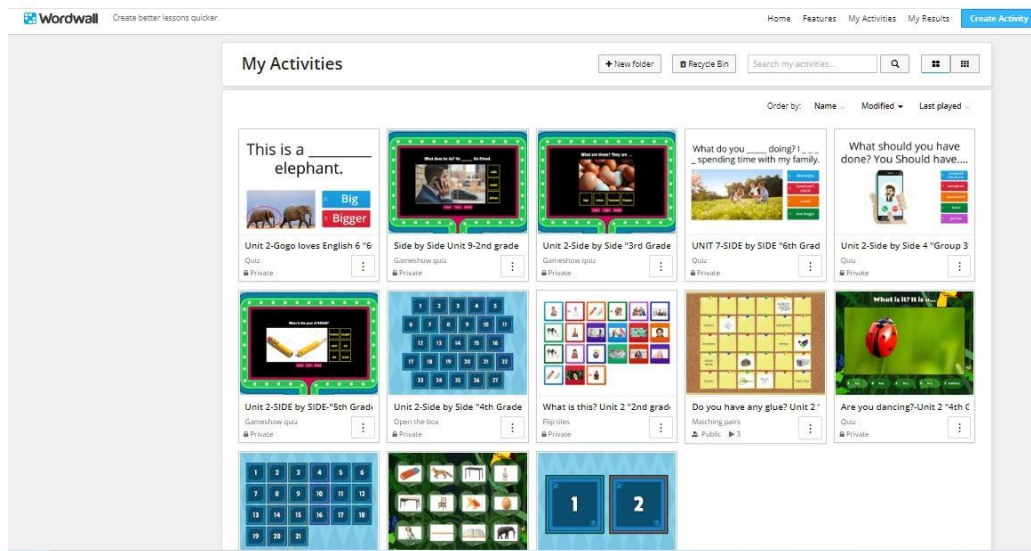 Wordwall Create better lessons quicker
Home Features My Activities My Results Create Activity
My Activities
+ New folder Recycle Bin Search my activities...
Order by: Name Modified Last played
This is a ________ elephant.
Big
Bigger
Unit 2-Gogo loves English 6 "6
Quiz
Private
Side by Side Unit 9-2nd grade
Gameshow quiz
Private
What are these? They are ...
Unit 2-Side by Side "3rd Grade
Gameshow quiz
Private
What do you ____ doing? I _ _ _
_ spending time with my family.
UNIT 7-SIDE by SIDE "6th Grad
Quiz
Private
What should you have
done? You Should have....
Unit 2-Side by Side 4 "Group 3
Quiz
Private
Unit 2-SIDE by SIDE-"5th Grade
Gameshow quiz
Private
1 2 3 4 5
6 7 8 9 10 11
12 13 14 15 16
17 18 19 20 21 22
23 24 25 26 27
Unit 2-Side by Side "4th Grade
Open the box
Private
What is this? Unit 2 "2nd grade
Flip tiles
Private
Do you have any glue? Unit 2 "
Matching pairs
Public 3
What is it? It is a...
Are you dancing?-Unit 2 "4th G
Quiz
Private
1 2 3 4 5 6
7 8 9 10 11 12
13 14 15 16 17 18
19 20 21
1 2